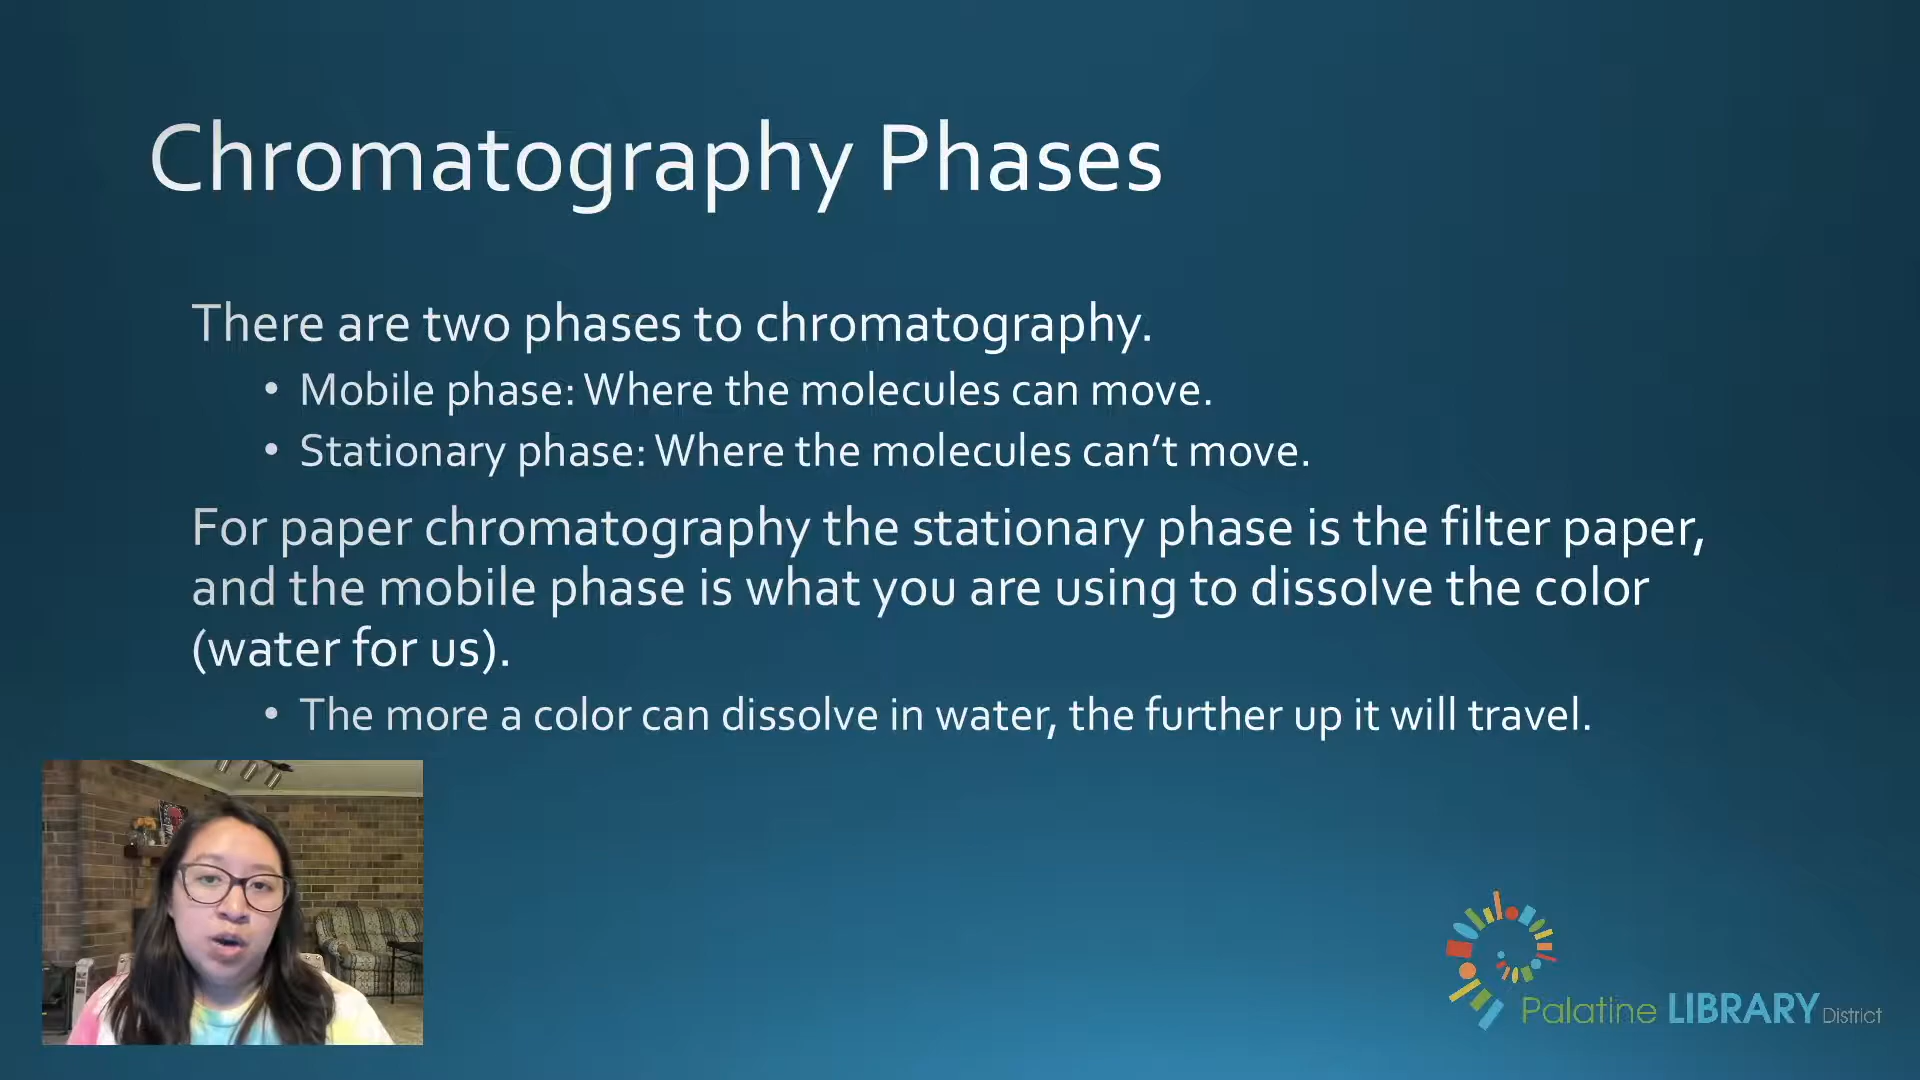 Chromatography Phases
There are two phases to chromatography.
• Mobile phase: Where the molecules can move.
• Stationary phase: Where the molecules can’t move.
For paper chromatography the stationary phase is the filter paper,
and the mobile phase is what you are using to dissolve the color
(water for us).
• The more a color can dissolve in water, the further up it will travel.
Palatine LIBRARY District